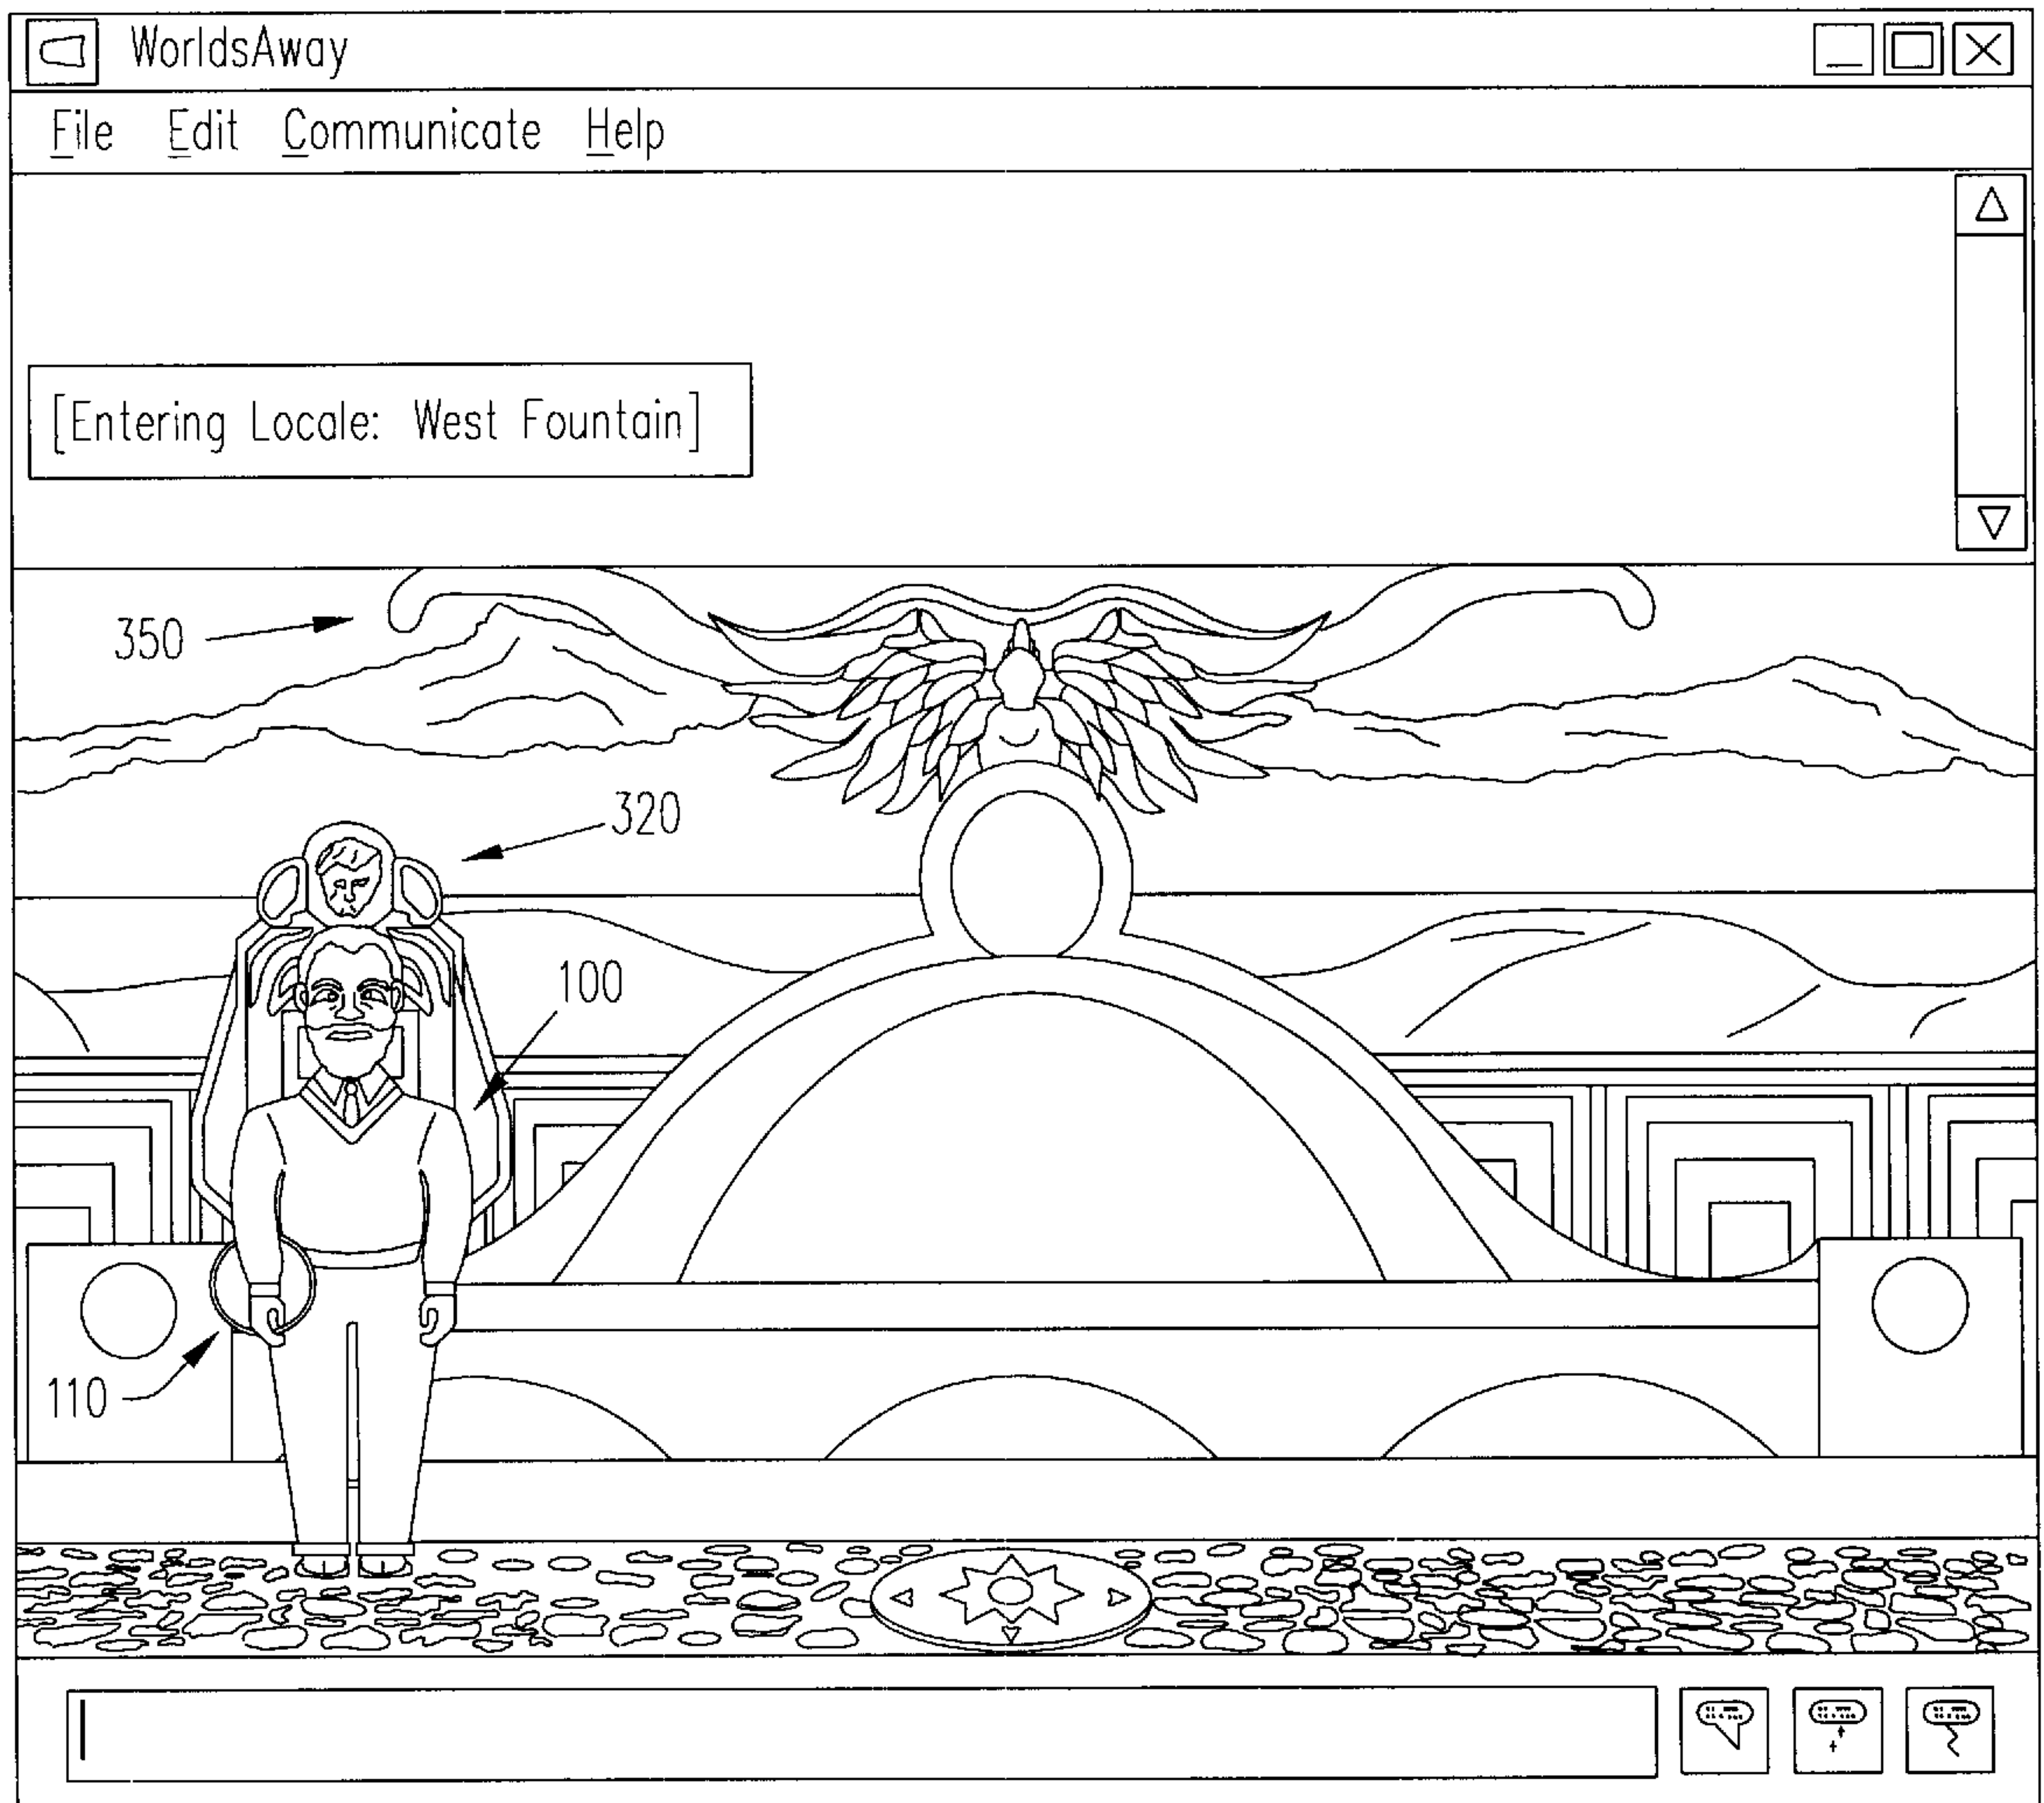 WorldsAway
File Edit Communicate Help
[Entering Locale: West Fountain]
350
320
100
110